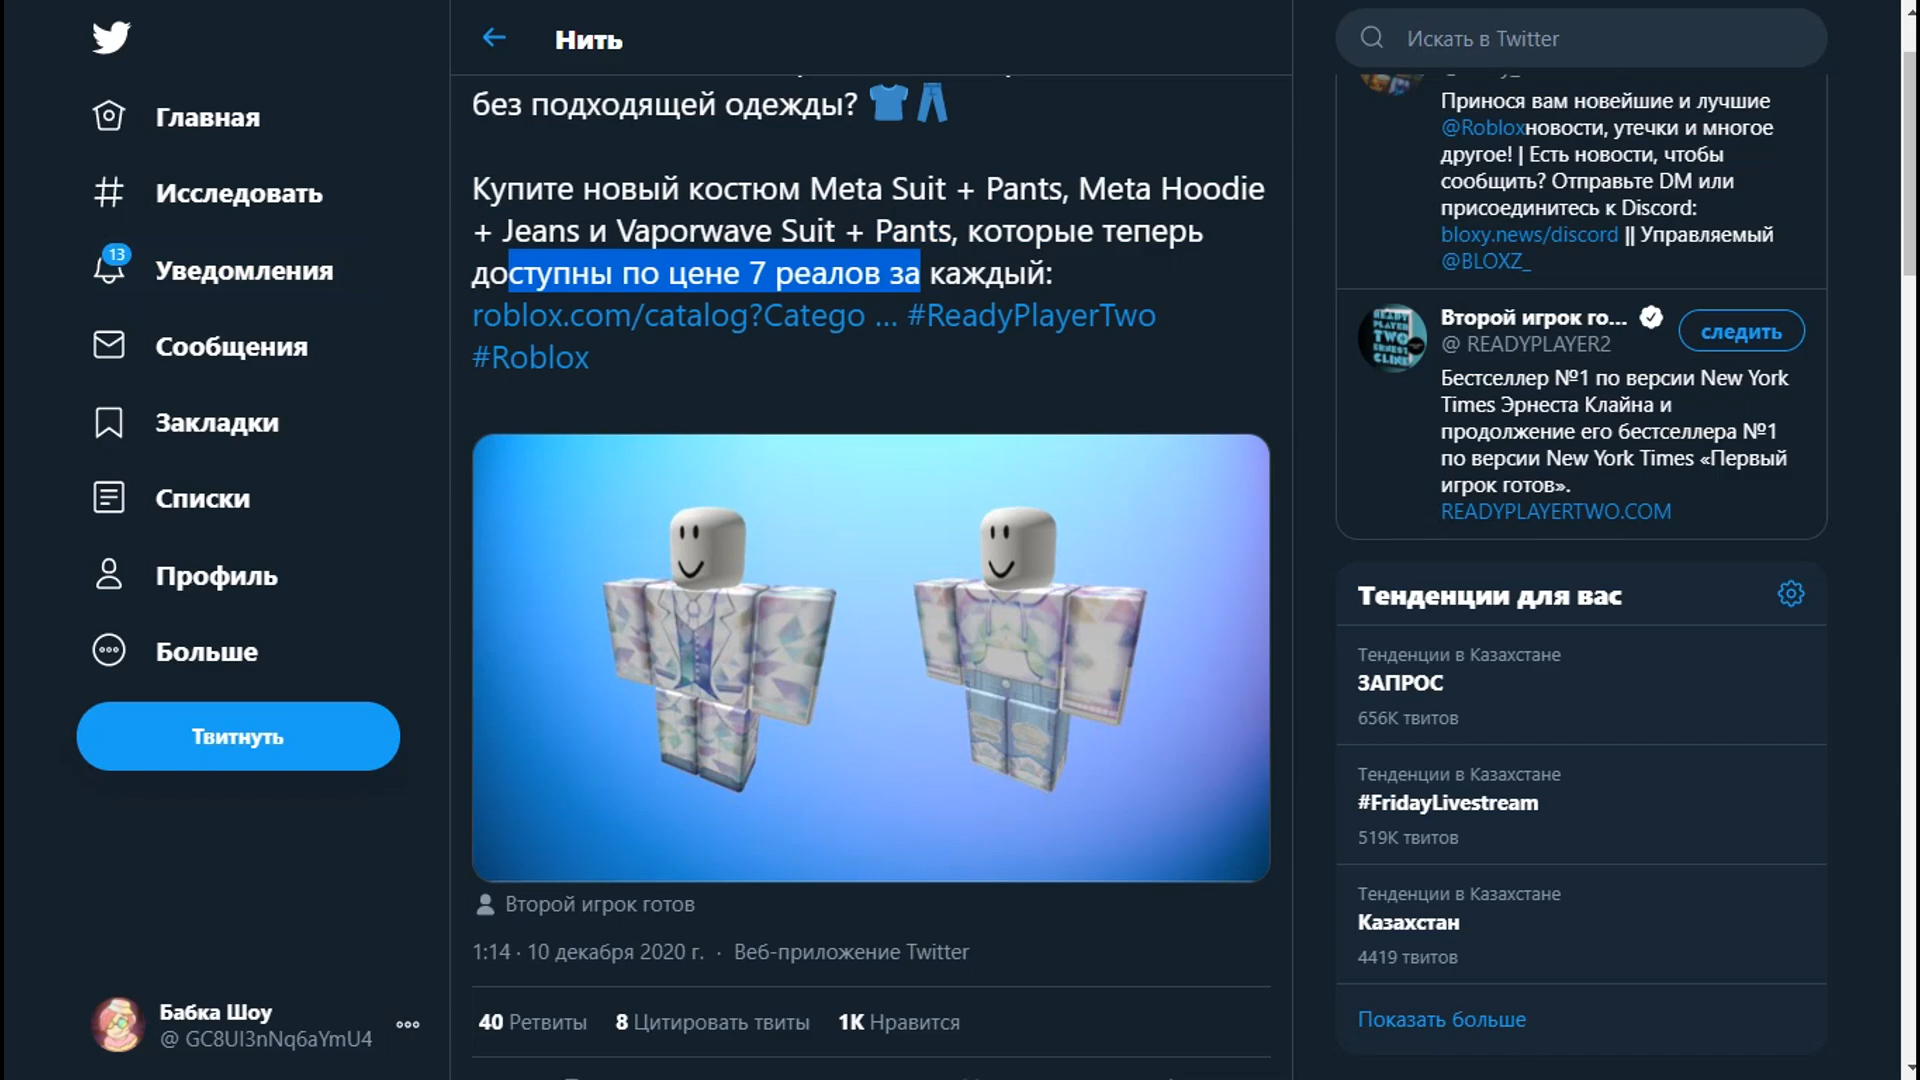 Главная
Исследовать
13
Уведомления
Сообщения
Закладки
Списки
Профиль
Больше
Твитнуть
Бабка Шоу
@ GC8UI3nNq6aYmU4
Нить
без подходящей одежды?
Купите новый костюм Meta Suit + Pants, Meta Hoodie
+ Jeans и Vaporwave Suit + Pants, которые теперь
доступны по цене 7 реалов за каждый:
roblox.com/catalog?Catego ... #ReadyPlayerTwo
#Roblox
Второй игрок готов
1:14 · 10 декабря 2020 г. · Веб-приложение Twitter
40 Ретвиты 8 Цитировать твиты 1K Нравится
Искать в Twitter
Принося вам новейшие и лучшие
@Robloxновости, утечки и многое
другое! | Есть новости, чтобы
сообщить? Отправьте DM или
присоединитесь к Discord:
bloxy.news/discord || Управляемый
@BLOXZ_
READY
PLAYER
TWO
ERNEST
CLINE
Второй игрок го...
@ READYPLAYER2
следить
Бестселлер №1 по версии New York
Times Эрнеста Клайна и
продолжение его бестселлера №1
по версии New York Times «Первый
игрок готов».
READYPLAYERTWO.COM
Тенденции для вас
Тенденции в Казахстане
ЗАПРОС
656K твитов
Тенденции в Казахстане
#FridayLivestream
519K твитов
Тенденции в Казахстане
Казахстан
4419 твитов
Показать больше